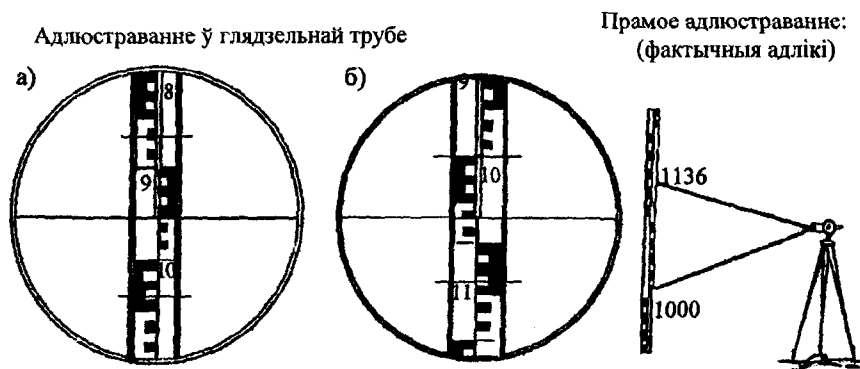 Адлюстраванне ў глядзельнай трубе
Прамое адлюстраванне:
(фактычныя адлікі)
а)
8
9
10
б)
9
10
11
1136
1000